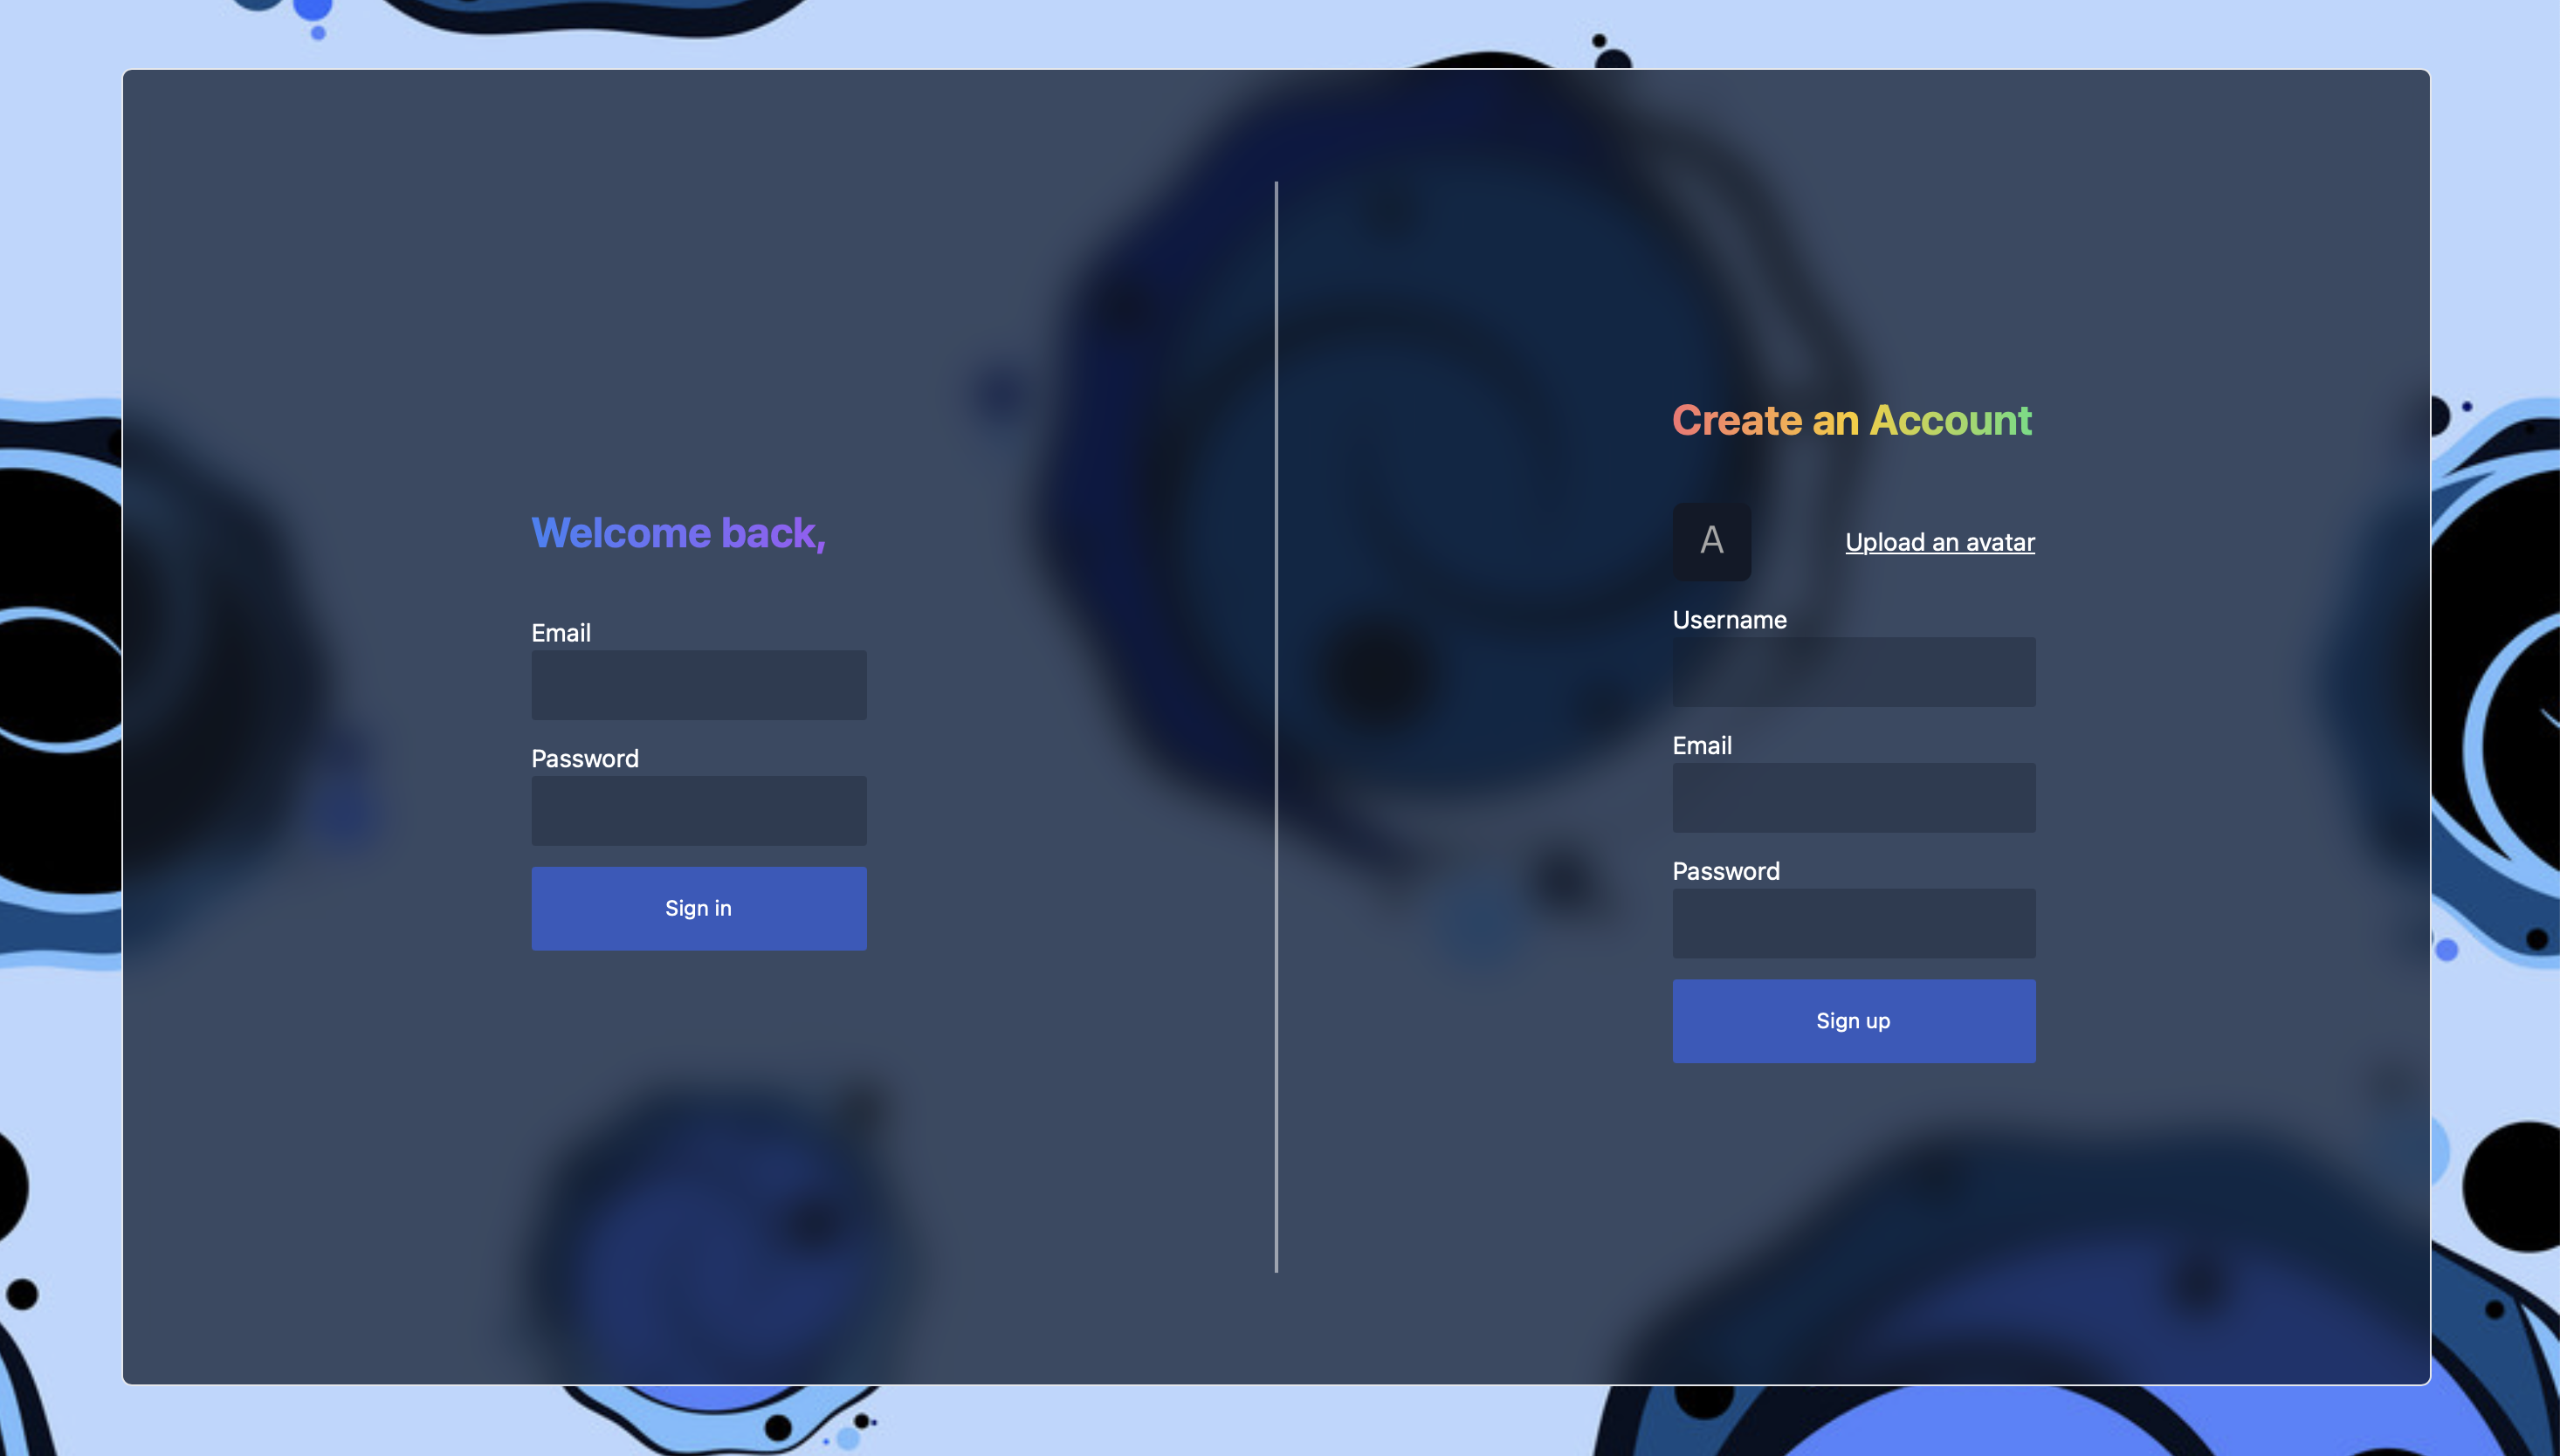 Welcome back,
Email
Password
Sign in
Create an Account
A
Upload an avatar
Username
Email
Password
Sign up